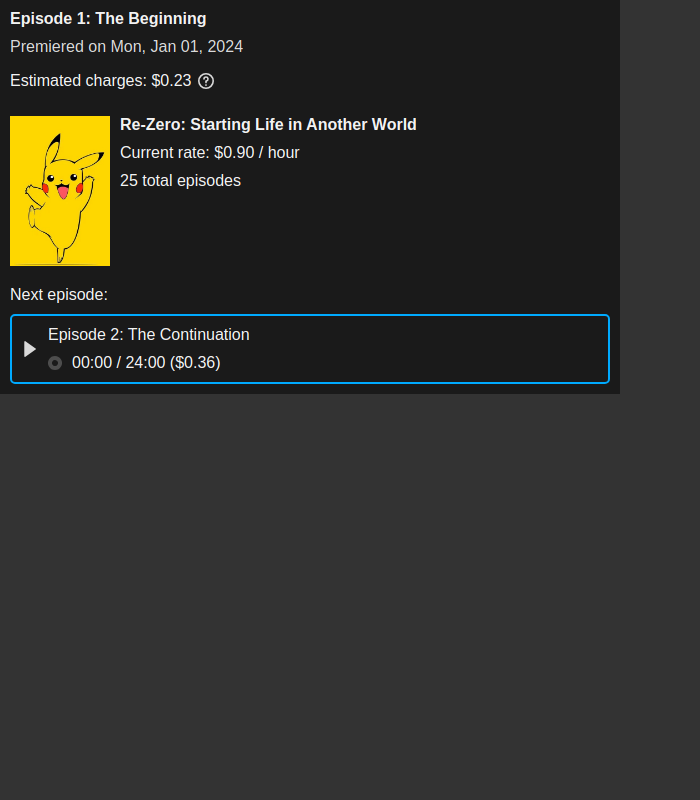 Episode 1: The Beginning
Premiered on Mon, Jan 01, 2024
Estimated charges: $0.23
Re-Zero: Starting Life in Another World
Current rate: $0.90 / hour
25 total episodes
Next episode:
Episode 2: The Continuation
00:00 / 24:00 ($0.36)